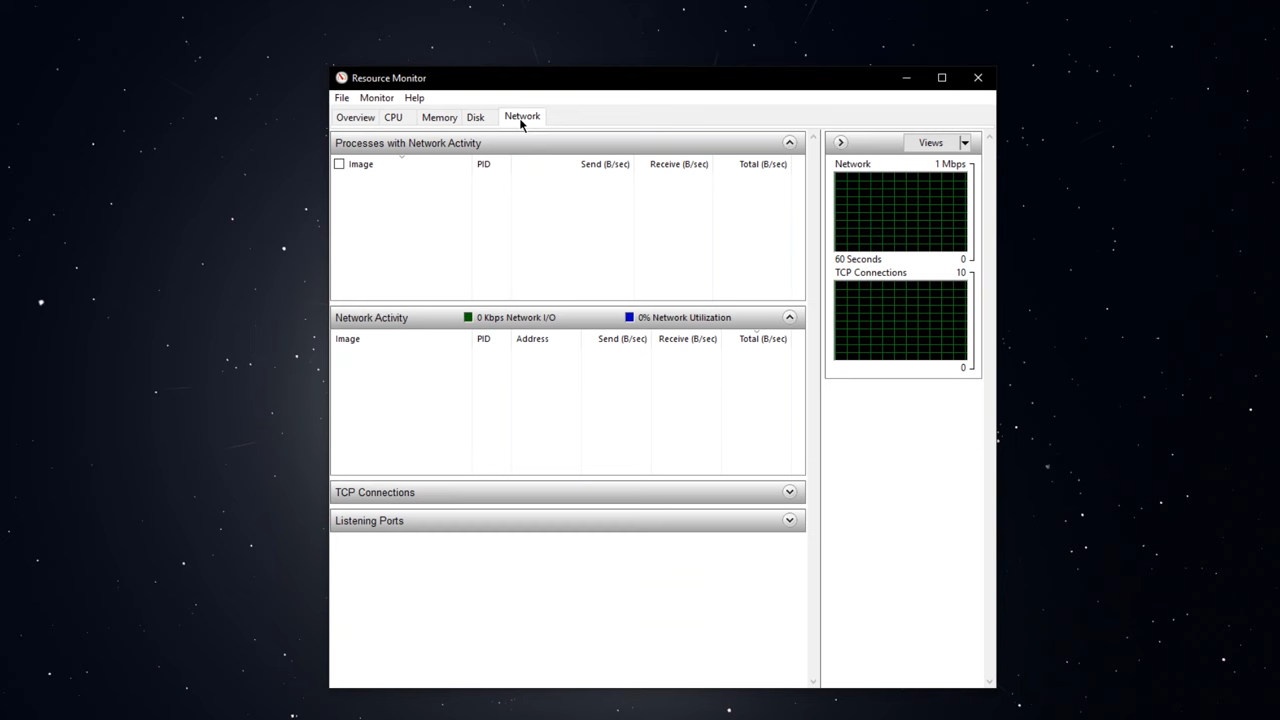 Resource Monitor
File Monitor Help
Overview CPU Memory Disk Network
Processes with Network Activity
Image PID Send (B/sec) Receive (B/sec) Total (B/sec)
Network Activity 0 Kbps Network I/O 0% Network Utilization
Image PID Address Send (B/sec) Receive (B/sec) Total (B/sec)
TCP Connections
Listening Ports
Views
Network 1 Mbps
60 Seconds 0
TCP Connections 10
0